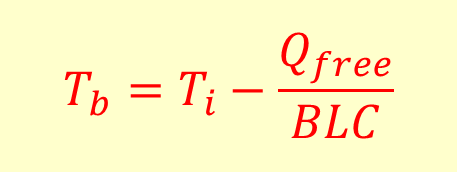 T_b = T_i − Q_free / BLC